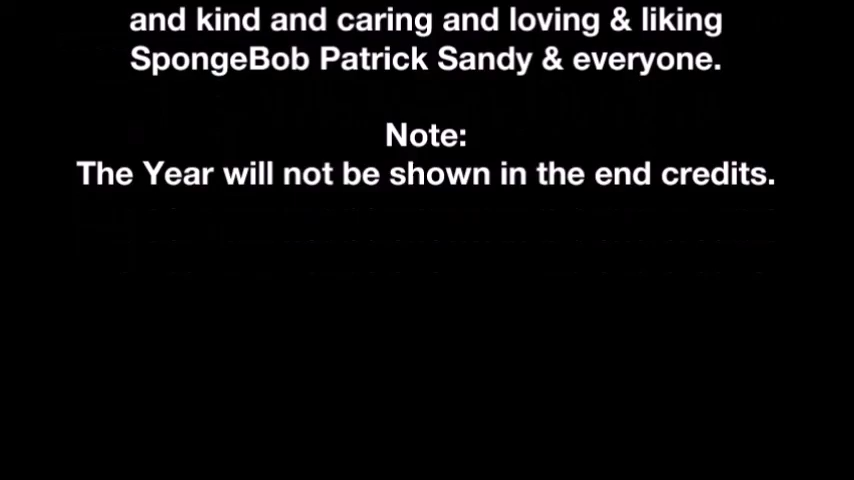 and kind and caring and loving & liking
SpongeBob Patrick Sandy & everyone.
Note:
The Year will not be shown in the end credits.